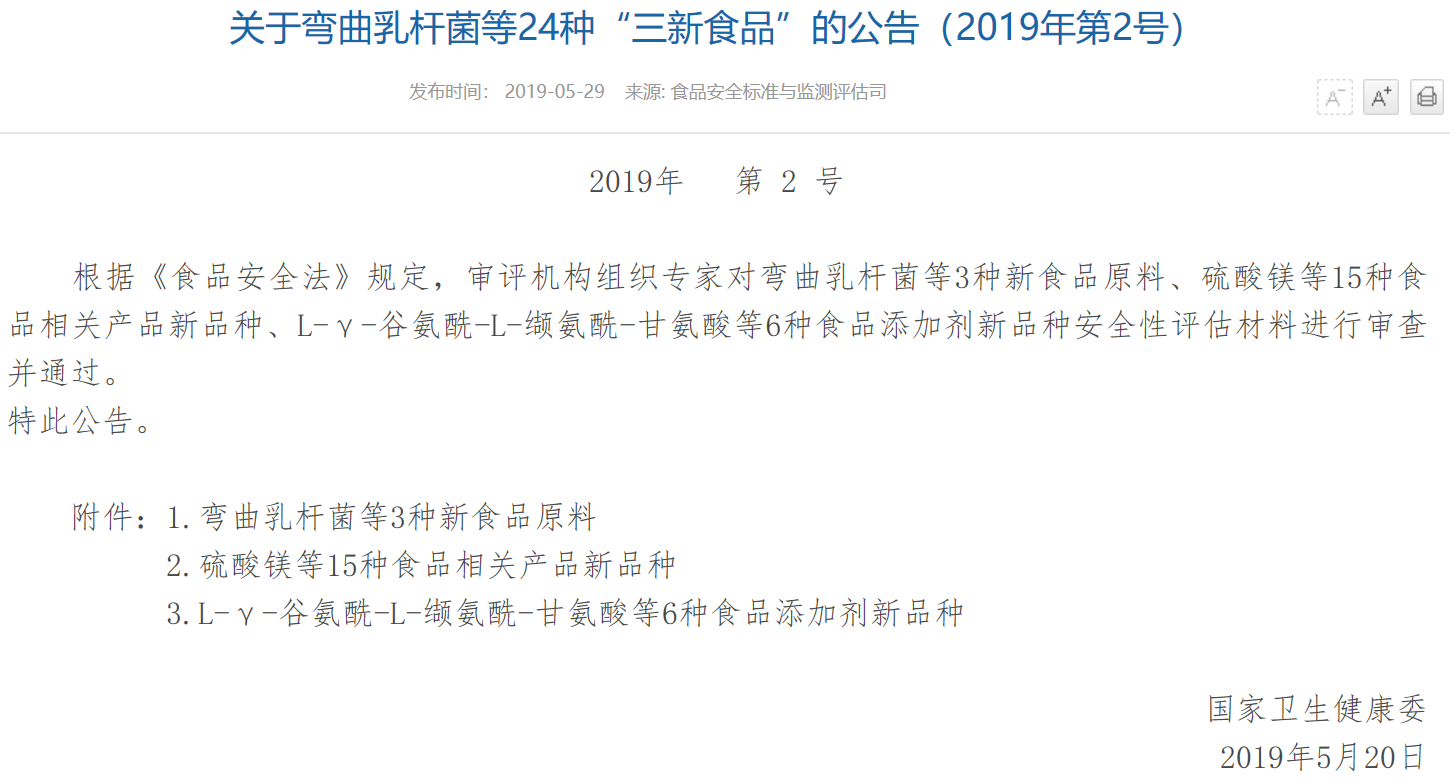 关于弯曲乳杆菌等24种“三新食品”的公告（2019年第2号）
发布时间： 2019-05-29 来源: 食品安全标准与监测评估司
A- A+
2019年 第 2 号
根据《食品安全法》规定，审评机构组织专家对弯曲乳杆菌等3种新食品原料、硫酸镁等15种食
品相关产品新品种、L-γ-谷氨酰-L-缬氨酰-甘氨酸等6种食品添加剂新品种安全性评估材料进行审查
并通过。
特此公告。
附件：1.弯曲乳杆菌等3种新食品原料
2.硫酸镁等15种食品相关产品新品种
3.L-γ-谷氨酰-L-缬氨酰-甘氨酸等6种食品添加剂新品种
国家卫生健康委
2019年5月20日